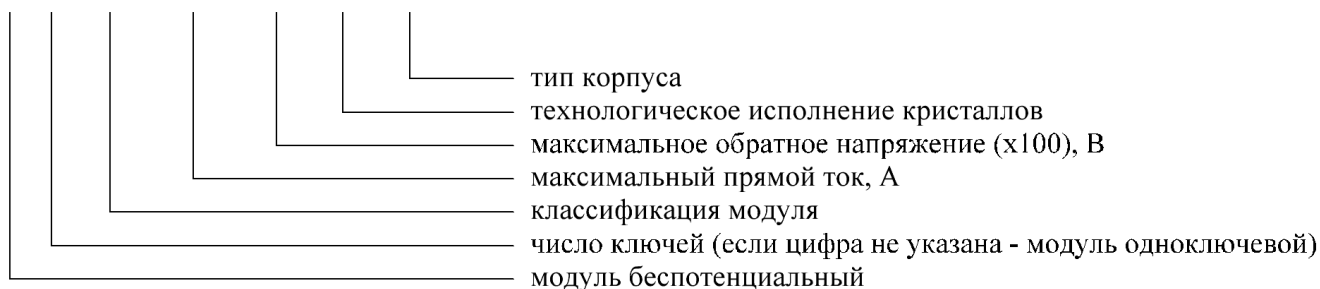 тип корпуса
технологическое исполнение кристаллов
максимальное обратное напряжение (х100), В
максимальный прямой ток, А
классификация модуля
число ключей (если цифра не указана - модуль одноключевой)
модуль беспотенциальный